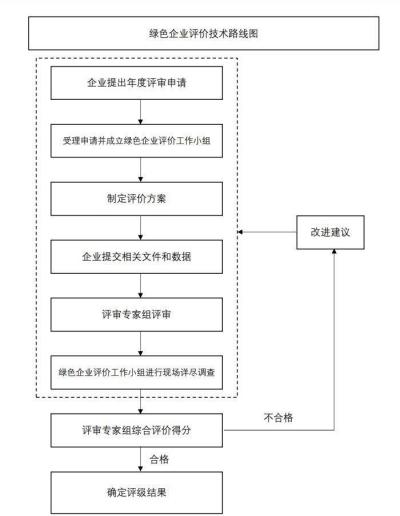 绿色企业评价技术路线图
企业提出年度评审申请
受理申请并成立绿色企业评价工作小组
制定评价方案
改进建议
企业提交相关文件和数据
评审专家组评审
绿色企业评价工作小组进行现场详尽调查
不合格
评审专家组综合评价得分
合格
确定评级结果